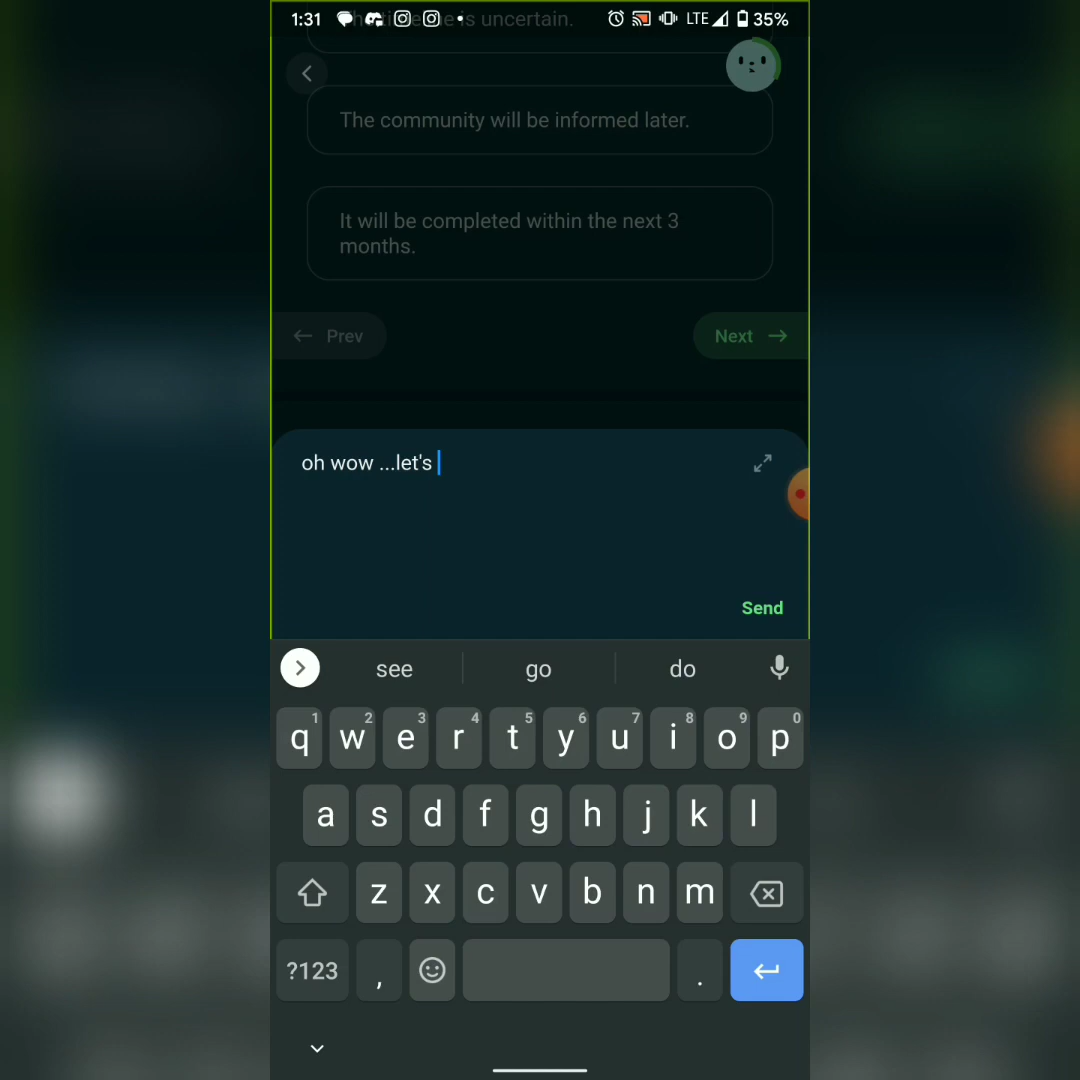 1:31 LTE 35%
is uncertain.
The community will be informed later.
It will be completed within the next 3
months.
Prev Next
oh wow ...let's
Send
see go do
1 2 3 4 5 6 7 8 9 0
q w e r t y u i o p
a s d f g h j k l
z x c v b n m
?123 , .